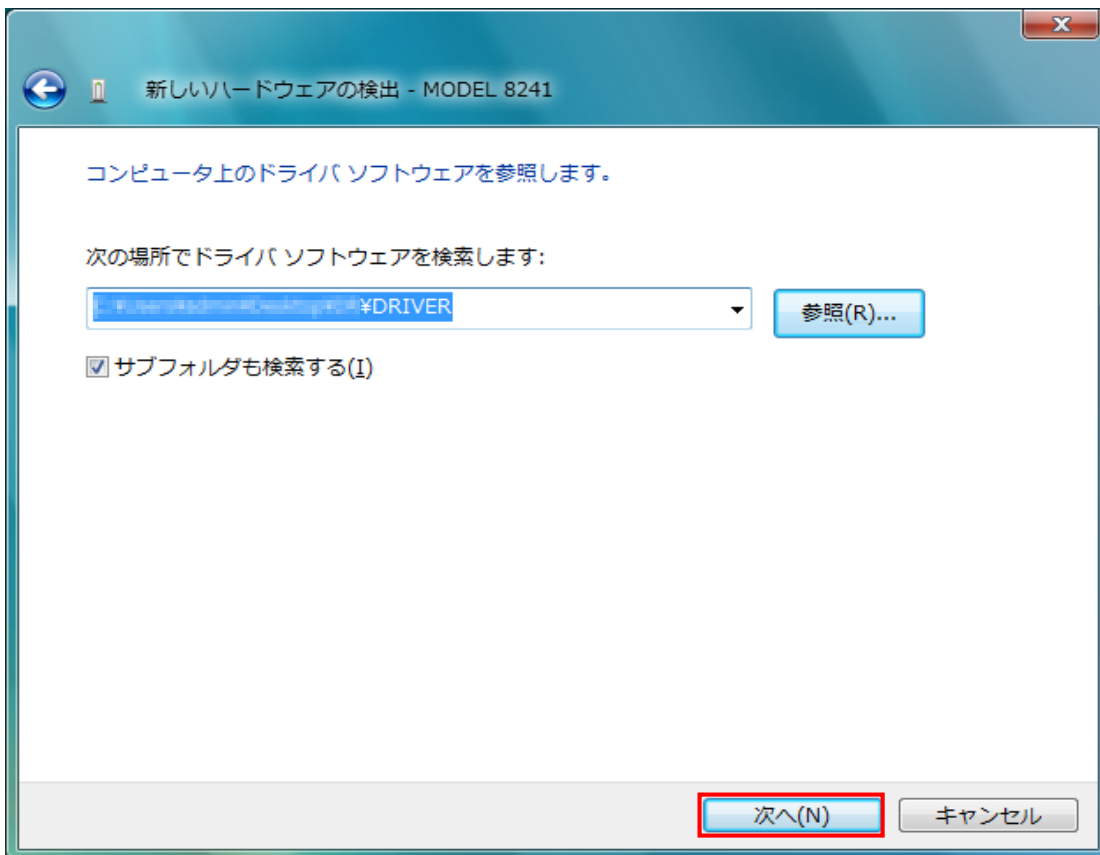 新しいハードウェアの検出 - MODEL 8241
コンピュータ上のドライバ ソフトウェアを参照します。
次の場所でドライバ ソフトウェアを検索します:
¥DRIVER
参照(R)...
サブフォルダも検索する(I)
次へ(N)
キャンセル